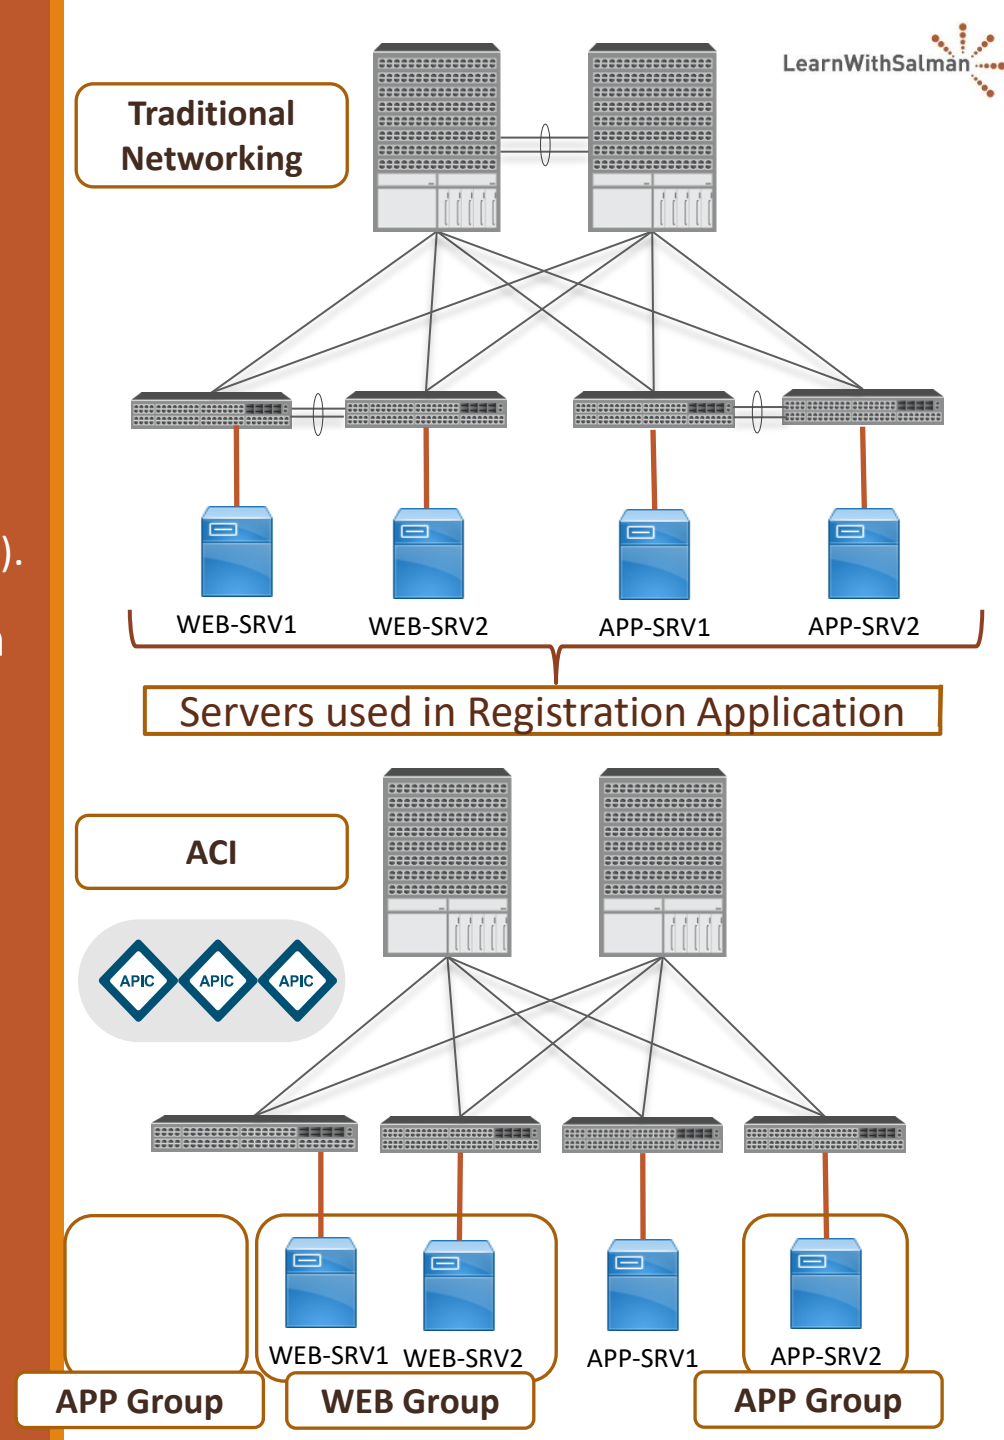 LearnWithSalman
Traditional
Networking
).
WEB-SRV1 WEB-SRV2 APP-SRV1 APP-SRV2
Servers used in Registration Application
ACI
APIC APIC APIC
WEB-SRV1 WEB-SRV2 APP-SRV1 APP-SRV2
APP Group WEB Group APP Group